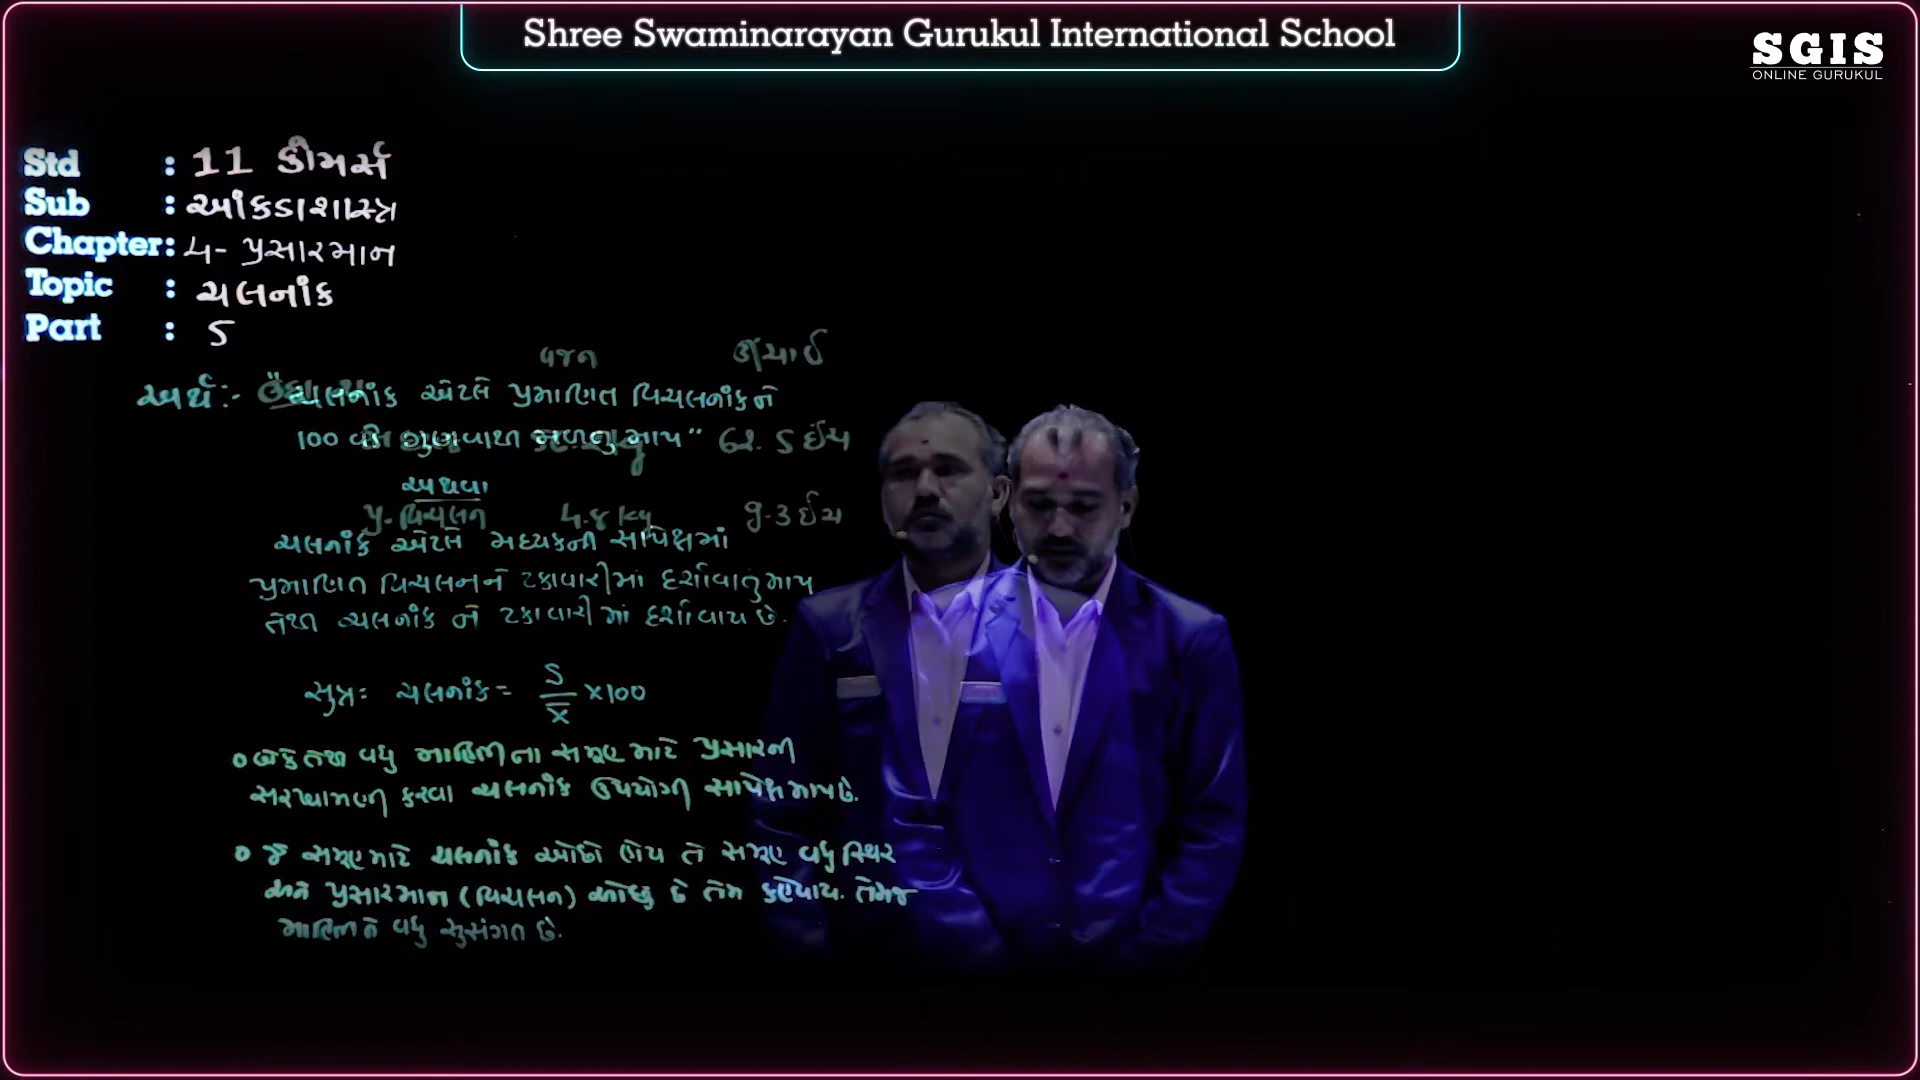 Shree Swaminarayan Gurukul International School
SGIS
ONLINE GURUKUL
Std : 11 કોમર્સ
Sub : આંકડાશાસ્ત્ર
Chapter: 4- પ્રસારમાન
Topic : ચલનાંક
Part : 5
વજન ઊંચાઈ
અર્થ:- "ચલનાંક એટલે પ્રમાણિત વિચલનાંકને
100 વડે ગુણવાથી મળતુ માપ"
62.5 ઈંચ
અથવા
પ્ર. વિચલન 4.8 kg 9.3 ઈંચ
ચલનાંક એટલે મધ્યકની સાપેક્ષમાં
પ્રમાણિત વિચલનને ટકાવારીમાં દર્શાવાતું માપ
તેથી ચલનાંક ને ટકાવારી માં દર્શાવાય છે.
સુત્ર: ચલનાંક = S/x̄ ×100
બે કે તેથી વધુ માહિતીના સમૂહ માટે પ્રસારની
સરખામણી કરવા ચલનાંક ઉપયોગી સાપેક્ષ માપ છે.
જે સમૂહ માટે ચલનાંક ઓછો હોય તે સમૂહ વધુ સ્થિર
અને પ્રસારમાન (વિચલન) ઓછુ છે તેમ કહેવાય. તેમજ
માહિતી તે વધુ સુસંગત છે.